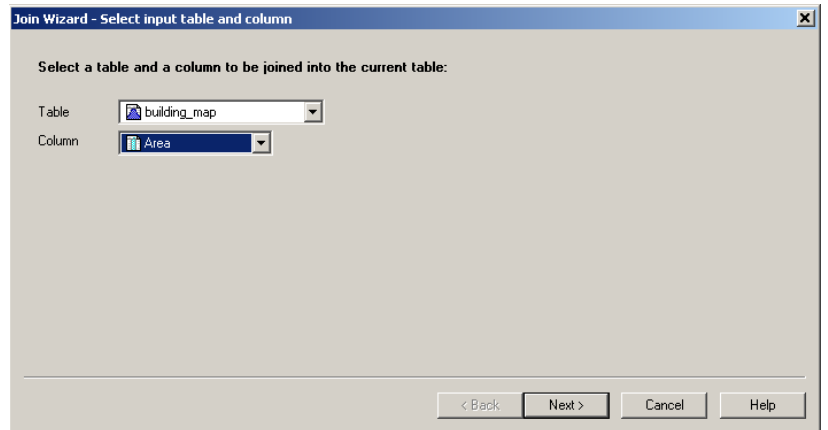 Join Wizard - Select input table and column
Select a table and a column to be joined into the current table:
Table building_map
Column Area
< Back Next > Cancel Help